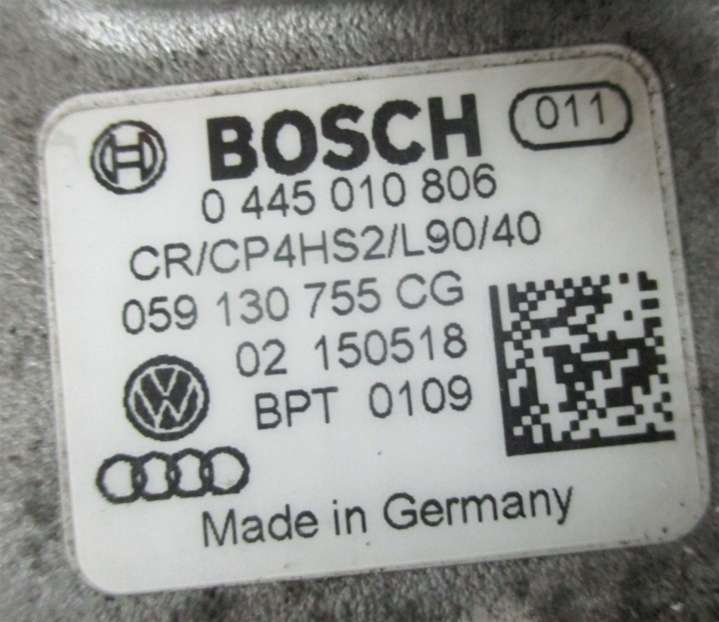 BOSCH 011
0 445 010 806
CR/CP4HS2/L90/40
059 130 755 CG
02 150518
BPT 0109
Made in Germany